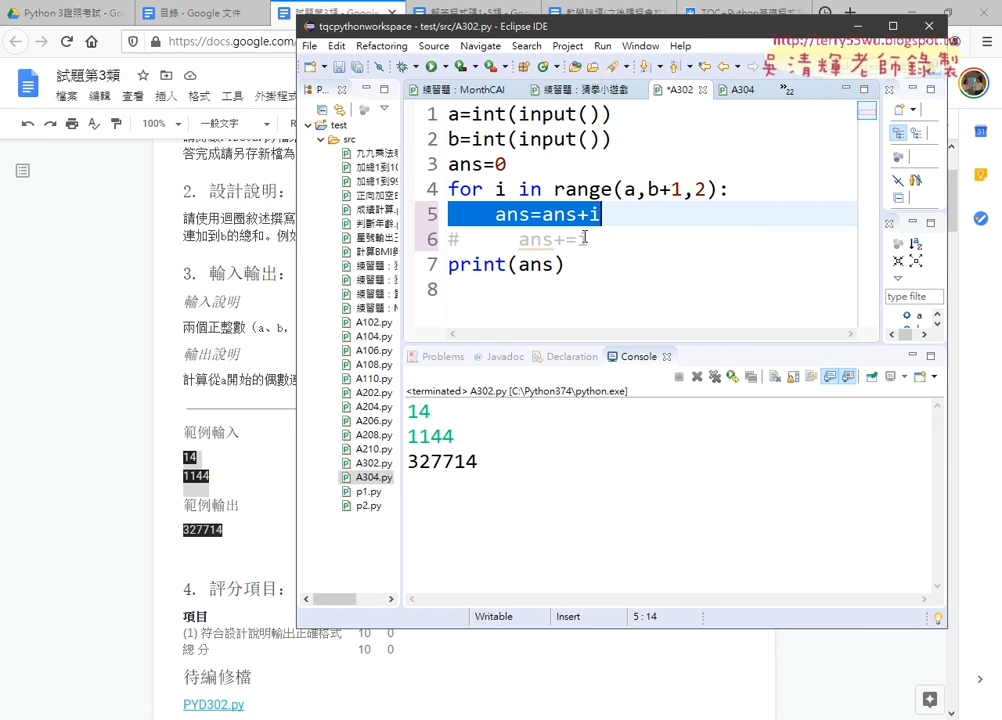 Python 3證照考試 - Go
目錄 - Google 文件
試題第3類 - Goo
tqcpythonworkspace - test/src/A302.py - Eclipse IDE
https://docs.google.com/
http://terry55wu.blogspot.tw
吳清輝老師錄製
File Edit Refactoring Source Navigate Search Project Run Window Help
試題第3類
檔案 編輯 查看 插入 格式 工具 外掛程式
100% 一般文字
P...
練習題：MonthCAl
練習題：猜拳小遊戲
*A302
A304
22
test
src
九九乘法表
加總1到10
加總1到99
正向加空白
成績計算.p
判斷年齡.p
星號輸出
計算BMI與
練習題：
練習題：
練習題：
練習題：M
A102.py
A104.py
A106.py
A108.py
A110.py
A202.py
A204.py
A206.py
A208.py
A210.py
A302.py
A304.py
p1.py
p2.py
1 a=int(input())
2 b=int(input())
3 ans=0
4 for i in range(a,b+1,2):
5 ans=ans+i
6 # ans+=i
7 print(ans)
8
type filte
a
Problems @ Javadoc Declaration Console
<terminated> A302.py [C:\Python374\python.exe]
14
1144
327714
Writable Insert 5 : 14
答完成請另存新檔為
2. 設計說明：
請使用迴圈敘述撰寫
連加到b的總和。例如
3. 輸入輸出：
輸入說明
兩個正整數（a、b，
輸出說明
計算從a開始的偶數連
範例輸入
14
1144
範例輸出
327714
4. 評分項目：
項目
(1) 符合設計說明輸出正確格式 10 0
總 分 10 0
待編修檔
PYD302.py